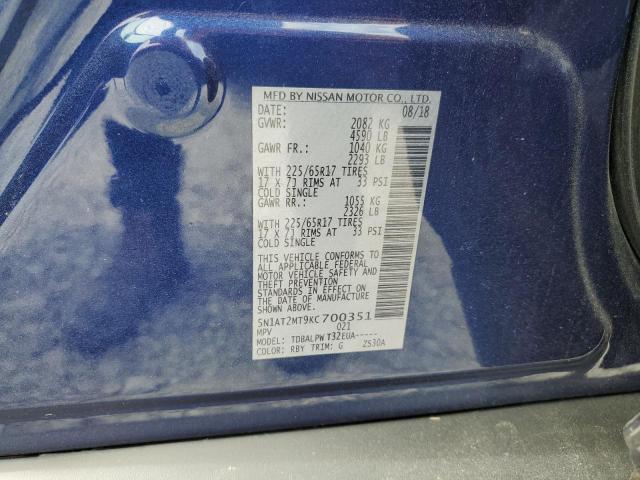 MFD BY NISSAN MOTOR CO., LTD.
DATE: 08/18
GVWR: 2082 KG
4590 LB
GAWR FR.: 1040 KG
2293 LB
WITH 225/65R17 TIRES
17 X 7J RIMS AT 33 PSI
COLD SINGLE
GAWR RR.: 1055 KG
2326 LB
WITH 225/65R17 TIRES
17 X 7J RIMS AT 33 PSI
COLD SINGLE
THIS VEHICLE CONFORMS TO
ALL APPLICABLE FEDERAL
MOTOR VEHICLE SAFETY AND
THEFT PREVENTION
STANDARDS IN EFFECT ON
THE DATE OF MANUFACTURE
SHOWN ABOVE.
5N1AT2MT9KC700351
MPV 021
MODEL: TDBALPW T32EUA-----
COLOR: RBY TRIM: G ZS30A